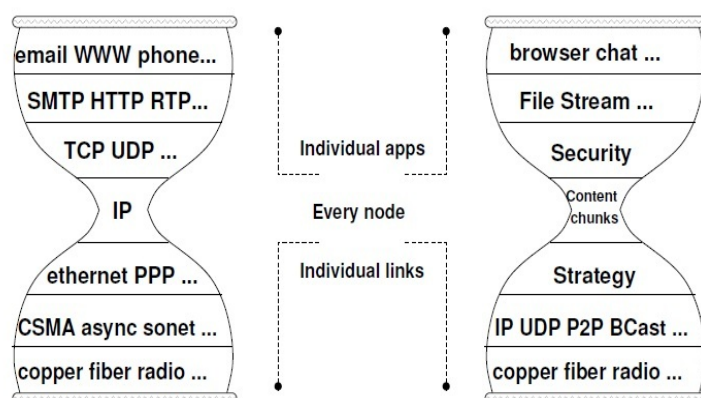 email WWW phone...
SMTP HTTP RTP...
TCP UDP ...
IP
ethernet PPP ...
CSMA async sonet ...
copper fiber radio ...
Individual apps
Every node
Individual links
browser chat ...
File Stream ...
Security
Content
chunks
Strategy
IP UDP P2P BCast ...
copper fiber radio ...